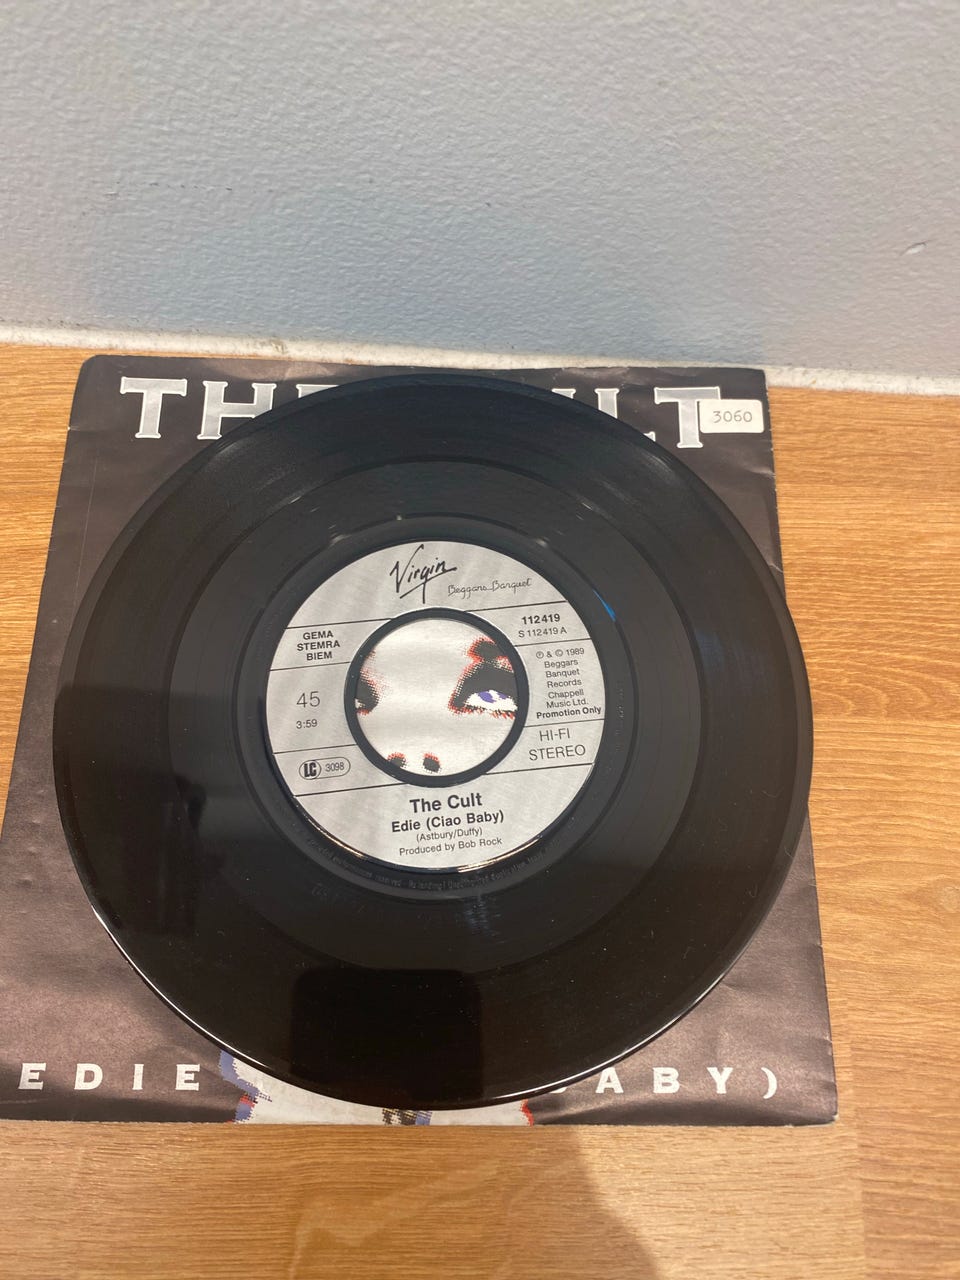 THE CULT
3060
Virgin
Beggars Banquet
GEMA
STEMRA
BIEM
45
3:59
LC 3098
112419
S 112419 A
℗ & © 1989
Beggars
Banquet
Records
Chappell
Music Ltd.
Promotion Only
HI-FI
STEREO
The Cult
Edie (Ciao Baby)
(Astbury/Duffy)
Produced by Bob Rock
EDIE ABY)